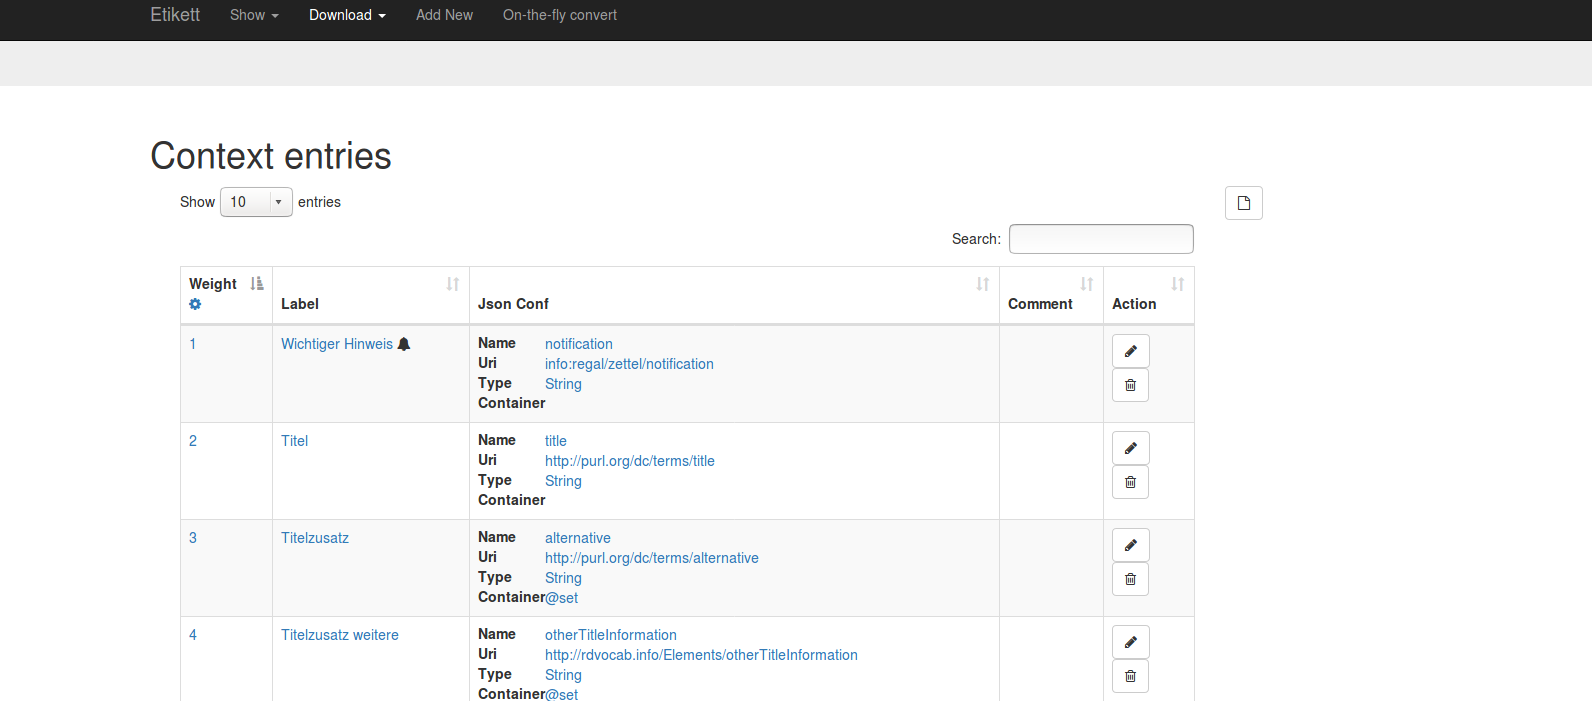 Etikett Show Download Add New On-the-fly convert
Context entries
Show 10 entries
Search:
Weight Label Json Conf Comment Action
1 Wichtiger Hinweis Name notification
Uri info:regal/zettel/notification
Type String
Container
2 Titel Name title
Uri http://purl.org/dc/terms/title
Type String
Container
3 Titelzusatz Name alternative
Uri http://purl.org/dc/terms/alternative
Type String
Container@set
4 Titelzusatz weitere Name otherTitleInformation
Uri http://rdvocab.info/Elements/otherTitleInformation
Type String
Container@set